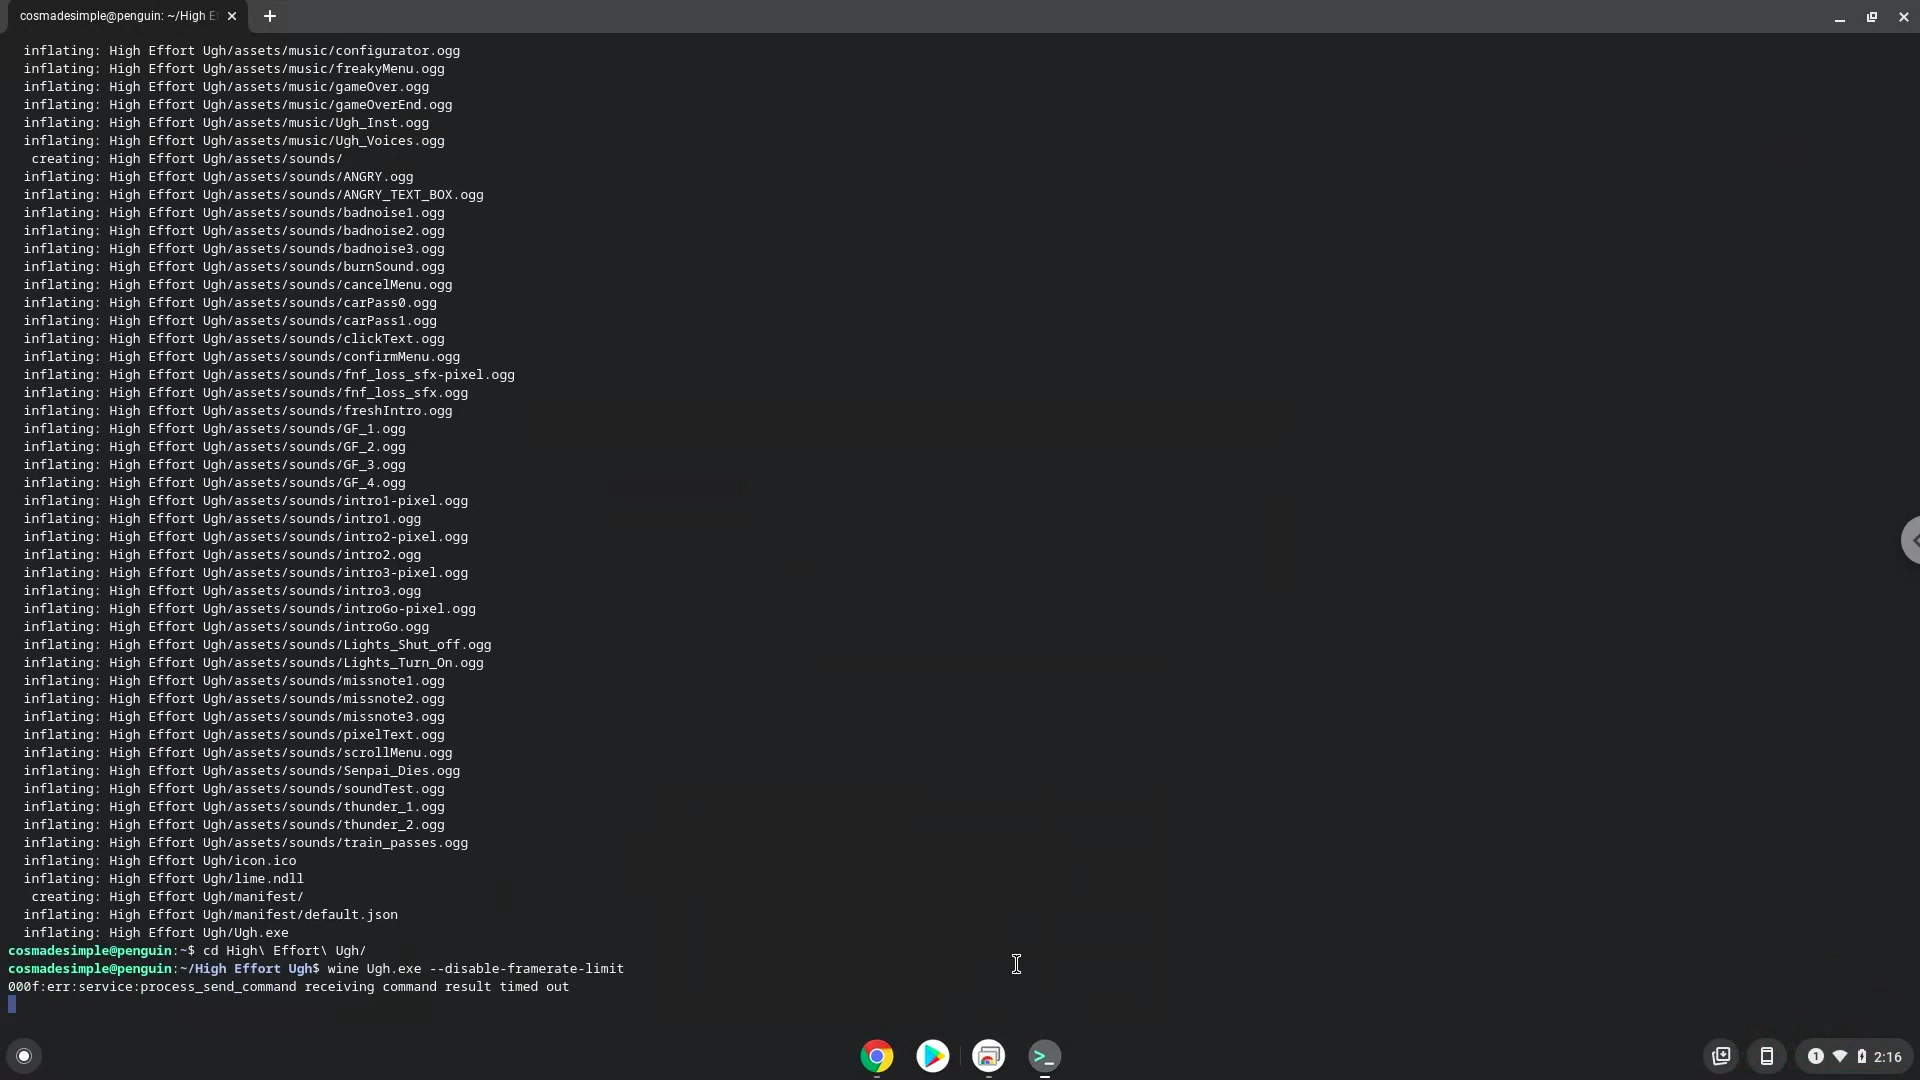 cosmadesimple@penguin: ~/High E
inflating: High Effort Ugh/assets/music/configurator.ogg
inflating: High Effort Ugh/assets/music/freakyMenu.ogg
inflating: High Effort Ugh/assets/music/gameOver.ogg
inflating: High Effort Ugh/assets/music/gameOverEnd.ogg
inflating: High Effort Ugh/assets/music/Ugh_Inst.ogg
inflating: High Effort Ugh/assets/music/Ugh_Voices.ogg
creating: High Effort Ugh/assets/sounds/
inflating: High Effort Ugh/assets/sounds/ANGRY.ogg
inflating: High Effort Ugh/assets/sounds/ANGRY_TEXT_BOX.ogg
inflating: High Effort Ugh/assets/sounds/badnoise1.ogg
inflating: High Effort Ugh/assets/sounds/badnoise2.ogg
inflating: High Effort Ugh/assets/sounds/badnoise3.ogg
inflating: High Effort Ugh/assets/sounds/burnSound.ogg
inflating: High Effort Ugh/assets/sounds/cancelMenu.ogg
inflating: High Effort Ugh/assets/sounds/carPass0.ogg
inflating: High Effort Ugh/assets/sounds/carPass1.ogg
inflating: High Effort Ugh/assets/sounds/clickText.ogg
inflating: High Effort Ugh/assets/sounds/confirmMenu.ogg
inflating: High Effort Ugh/assets/sounds/fnf_loss_sfx-pixel.ogg
inflating: High Effort Ugh/assets/sounds/fnf_loss_sfx.ogg
inflating: High Effort Ugh/assets/sounds/freshIntro.ogg
inflating: High Effort Ugh/assets/sounds/GF_1.ogg
inflating: High Effort Ugh/assets/sounds/GF_2.ogg
inflating: High Effort Ugh/assets/sounds/GF_3.ogg
inflating: High Effort Ugh/assets/sounds/GF_4.ogg
inflating: High Effort Ugh/assets/sounds/intro1-pixel.ogg
inflating: High Effort Ugh/assets/sounds/intro1.ogg
inflating: High Effort Ugh/assets/sounds/intro2-pixel.ogg
inflating: High Effort Ugh/assets/sounds/intro2.ogg
inflating: High Effort Ugh/assets/sounds/intro3-pixel.ogg
inflating: High Effort Ugh/assets/sounds/intro3.ogg
inflating: High Effort Ugh/assets/sounds/introGo-pixel.ogg
inflating: High Effort Ugh/assets/sounds/introGo.ogg
inflating: High Effort Ugh/assets/sounds/Lights_Shut_off.ogg
inflating: High Effort Ugh/assets/sounds/Lights_Turn_On.ogg
inflating: High Effort Ugh/assets/sounds/missnote1.ogg
inflating: High Effort Ugh/assets/sounds/missnote2.ogg
inflating: High Effort Ugh/assets/sounds/missnote3.ogg
inflating: High Effort Ugh/assets/sounds/pixelText.ogg
inflating: High Effort Ugh/assets/sounds/scrollMenu.ogg
inflating: High Effort Ugh/assets/sounds/Senpai_Dies.ogg
inflating: High Effort Ugh/assets/sounds/soundTest.ogg
inflating: High Effort Ugh/assets/sounds/thunder_1.ogg
inflating: High Effort Ugh/assets/sounds/thunder_2.ogg
inflating: High Effort Ugh/assets/sounds/train_passes.ogg
inflating: High Effort Ugh/icon.ico
inflating: High Effort Ugh/lime.ndll
creating: High Effort Ugh/manifest/
inflating: High Effort Ugh/manifest/default.json
inflating: High Effort Ugh/Ugh.exe
cosmadesimple@penguin:~$ cd High\ Effort\ Ugh/
cosmadesimple@penguin:~/High Effort Ugh$ wine Ugh.exe --disable-framerate-limit
000f:err:service:process_send_command receiving command result timed out
1 2:16